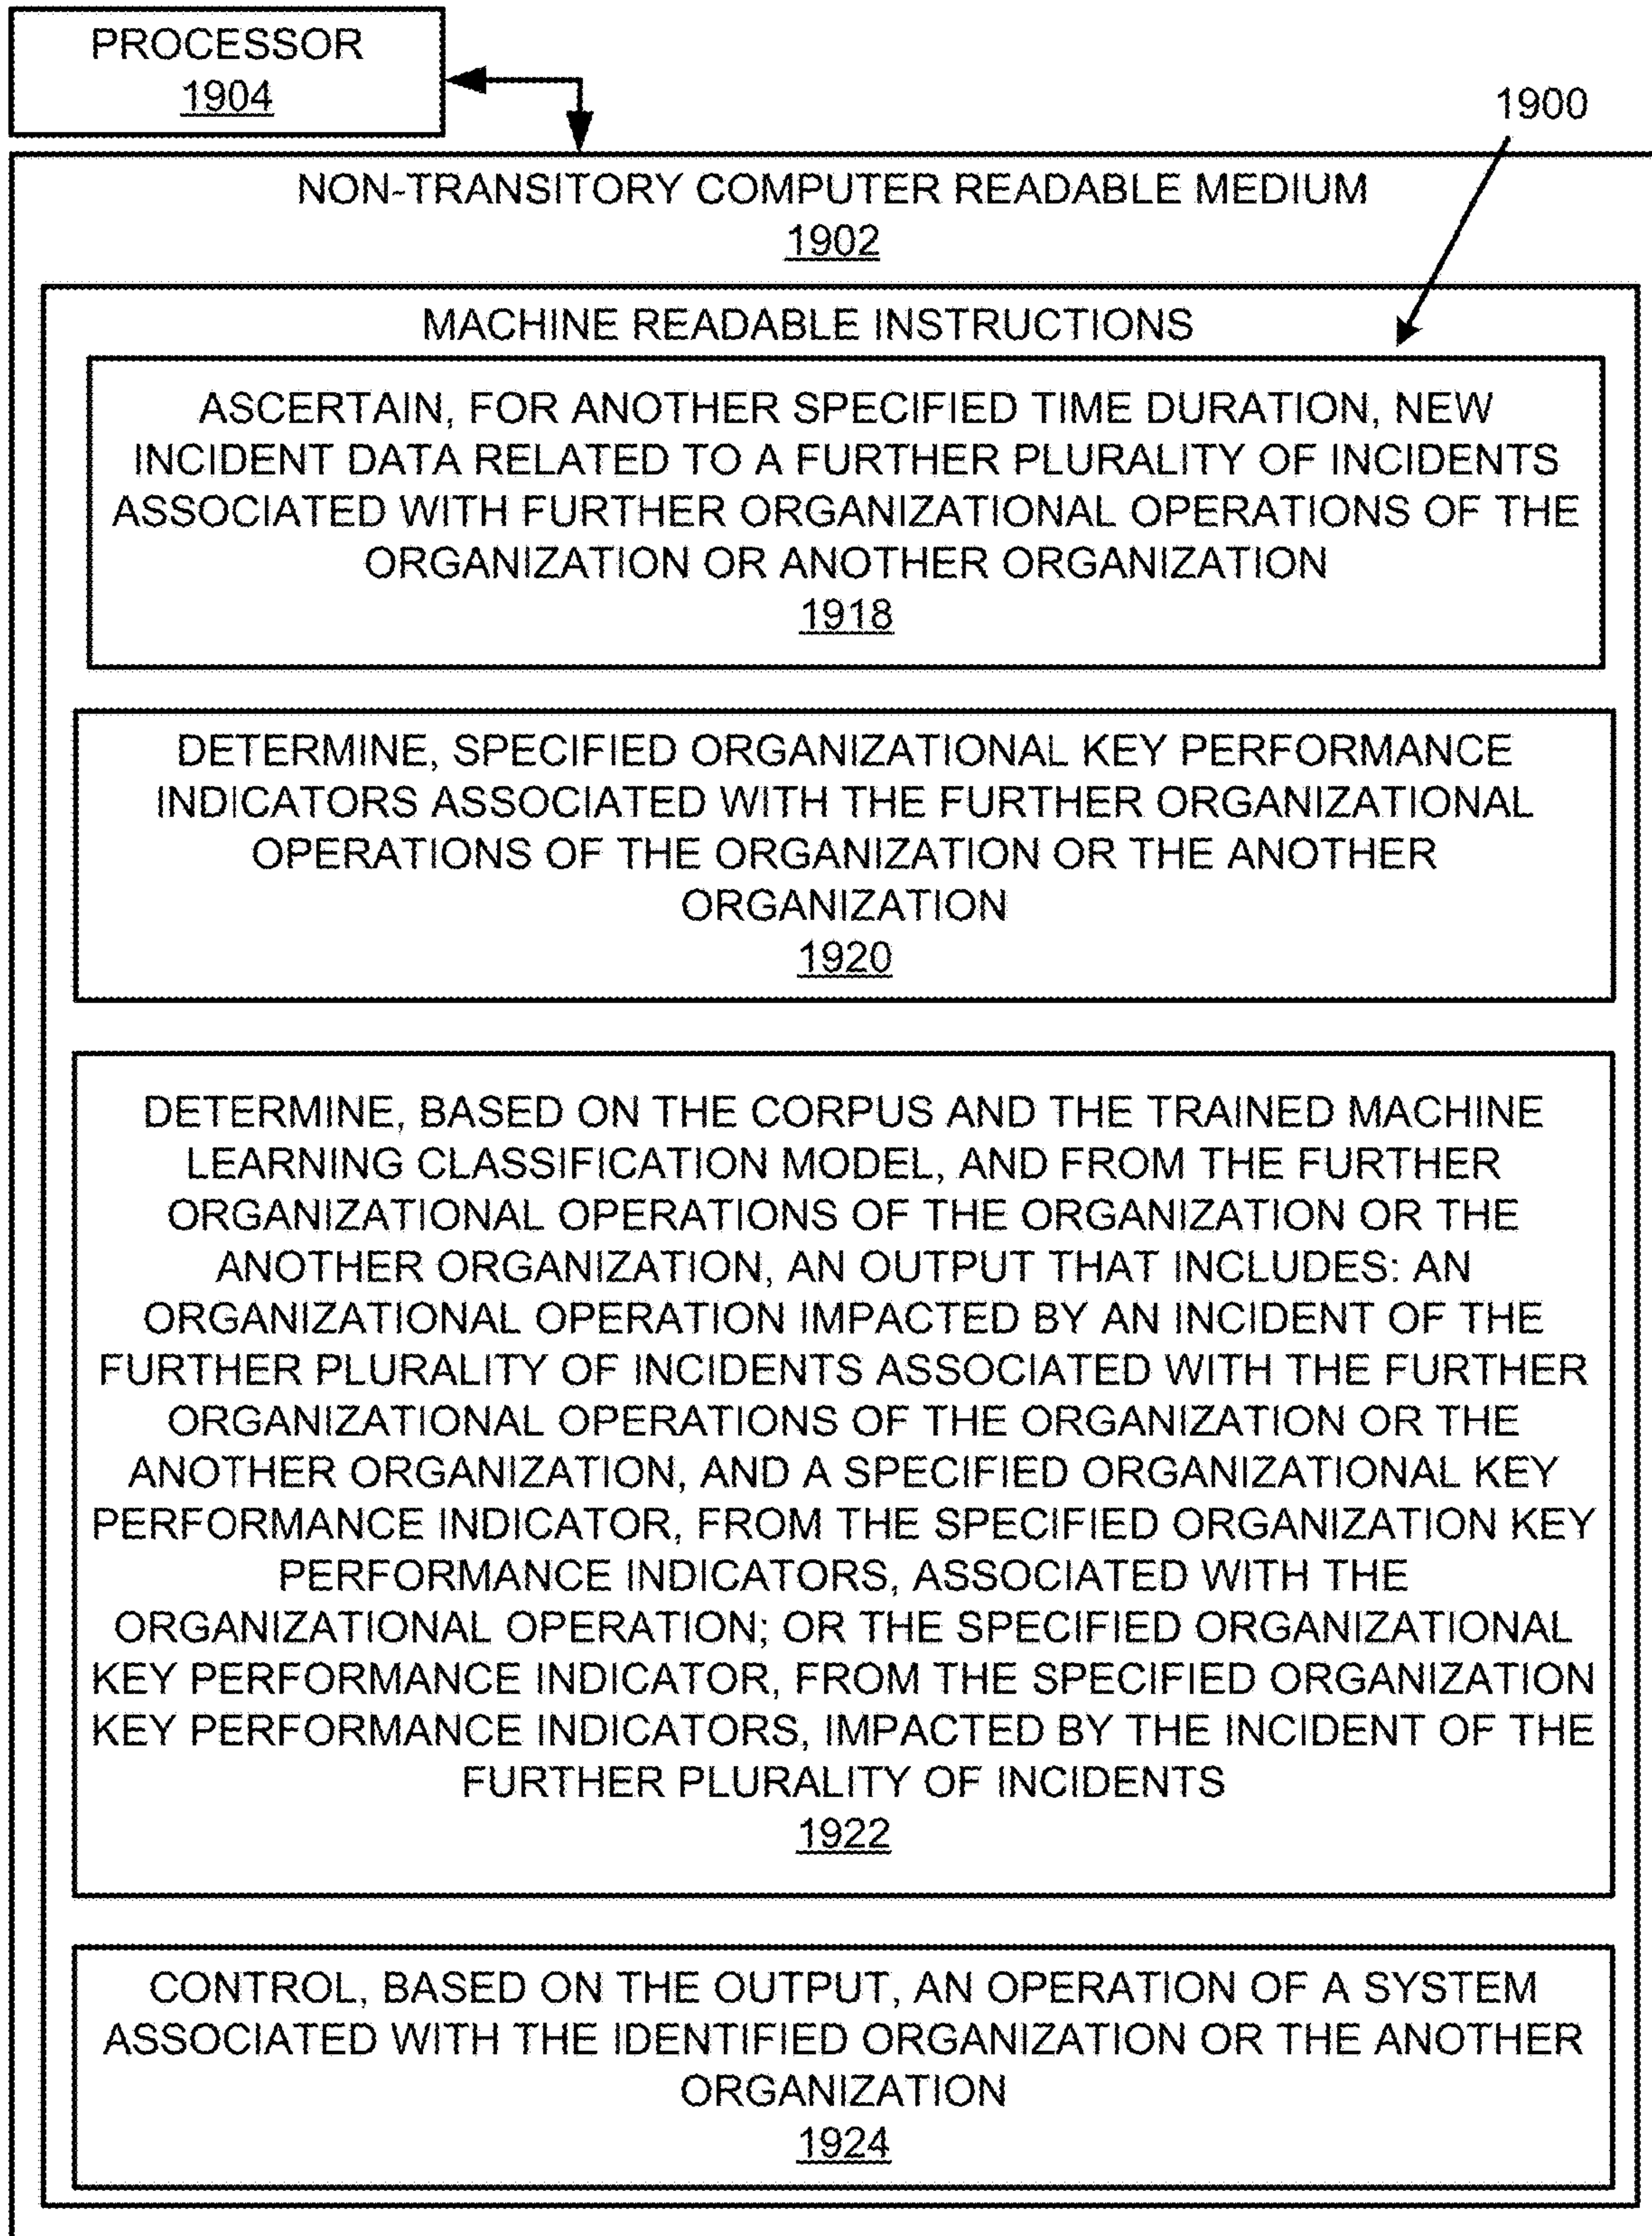 PROCESSOR
1904
1900
NON-TRANSITORY COMPUTER READABLE MEDIUM
1902
MACHINE READABLE INSTRUCTIONS
ASCERTAIN, FOR ANOTHER SPECIFIED TIME DURATION, NEW
INCIDENT DATA RELATED TO A FURTHER PLURALITY OF INCIDENTS
ASSOCIATED WITH FURTHER ORGANIZATIONAL OPERATIONS OF THE
ORGANIZATION OR ANOTHER ORGANIZATION
1918
DETERMINE, SPECIFIED ORGANIZATIONAL KEY PERFORMANCE
INDICATORS ASSOCIATED WITH THE FURTHER ORGANIZATIONAL
OPERATIONS OF THE ORGANIZATION OR THE ANOTHER
ORGANIZATION
1920
DETERMINE, BASED ON THE CORPUS AND THE TRAINED MACHINE
LEARNING CLASSIFICATION MODEL, AND FROM THE FURTHER
ORGANIZATIONAL OPERATIONS OF THE ORGANIZATION OR THE
ANOTHER ORGANIZATION, AN OUTPUT THAT INCLUDES: AN
ORGANIZATIONAL OPERATION IMPACTED BY AN INCIDENT OF THE
FURTHER PLURALITY OF INCIDENTS ASSOCIATED WITH THE FURTHER
ORGANIZATIONAL OPERATIONS OF THE ORGANIZATION OR THE
ANOTHER ORGANIZATION, AND A SPECIFIED ORGANIZATIONAL KEY
PERFORMANCE INDICATOR, FROM THE SPECIFIED ORGANIZATION KEY
PERFORMANCE INDICATORS, ASSOCIATED WITH THE
ORGANIZATIONAL OPERATION; OR THE SPECIFIED ORGANIZATIONAL
KEY PERFORMANCE INDICATOR, FROM THE SPECIFIED ORGANIZATION
KEY PERFORMANCE INDICATORS, IMPACTED BY THE INCIDENT OF THE
FURTHER PLURALITY OF INCIDENTS
1922
CONTROL, BASED ON THE OUTPUT, AN OPERATION OF A SYSTEM
ASSOCIATED WITH THE IDENTIFIED ORGANIZATION OR THE ANOTHER
ORGANIZATION
1924